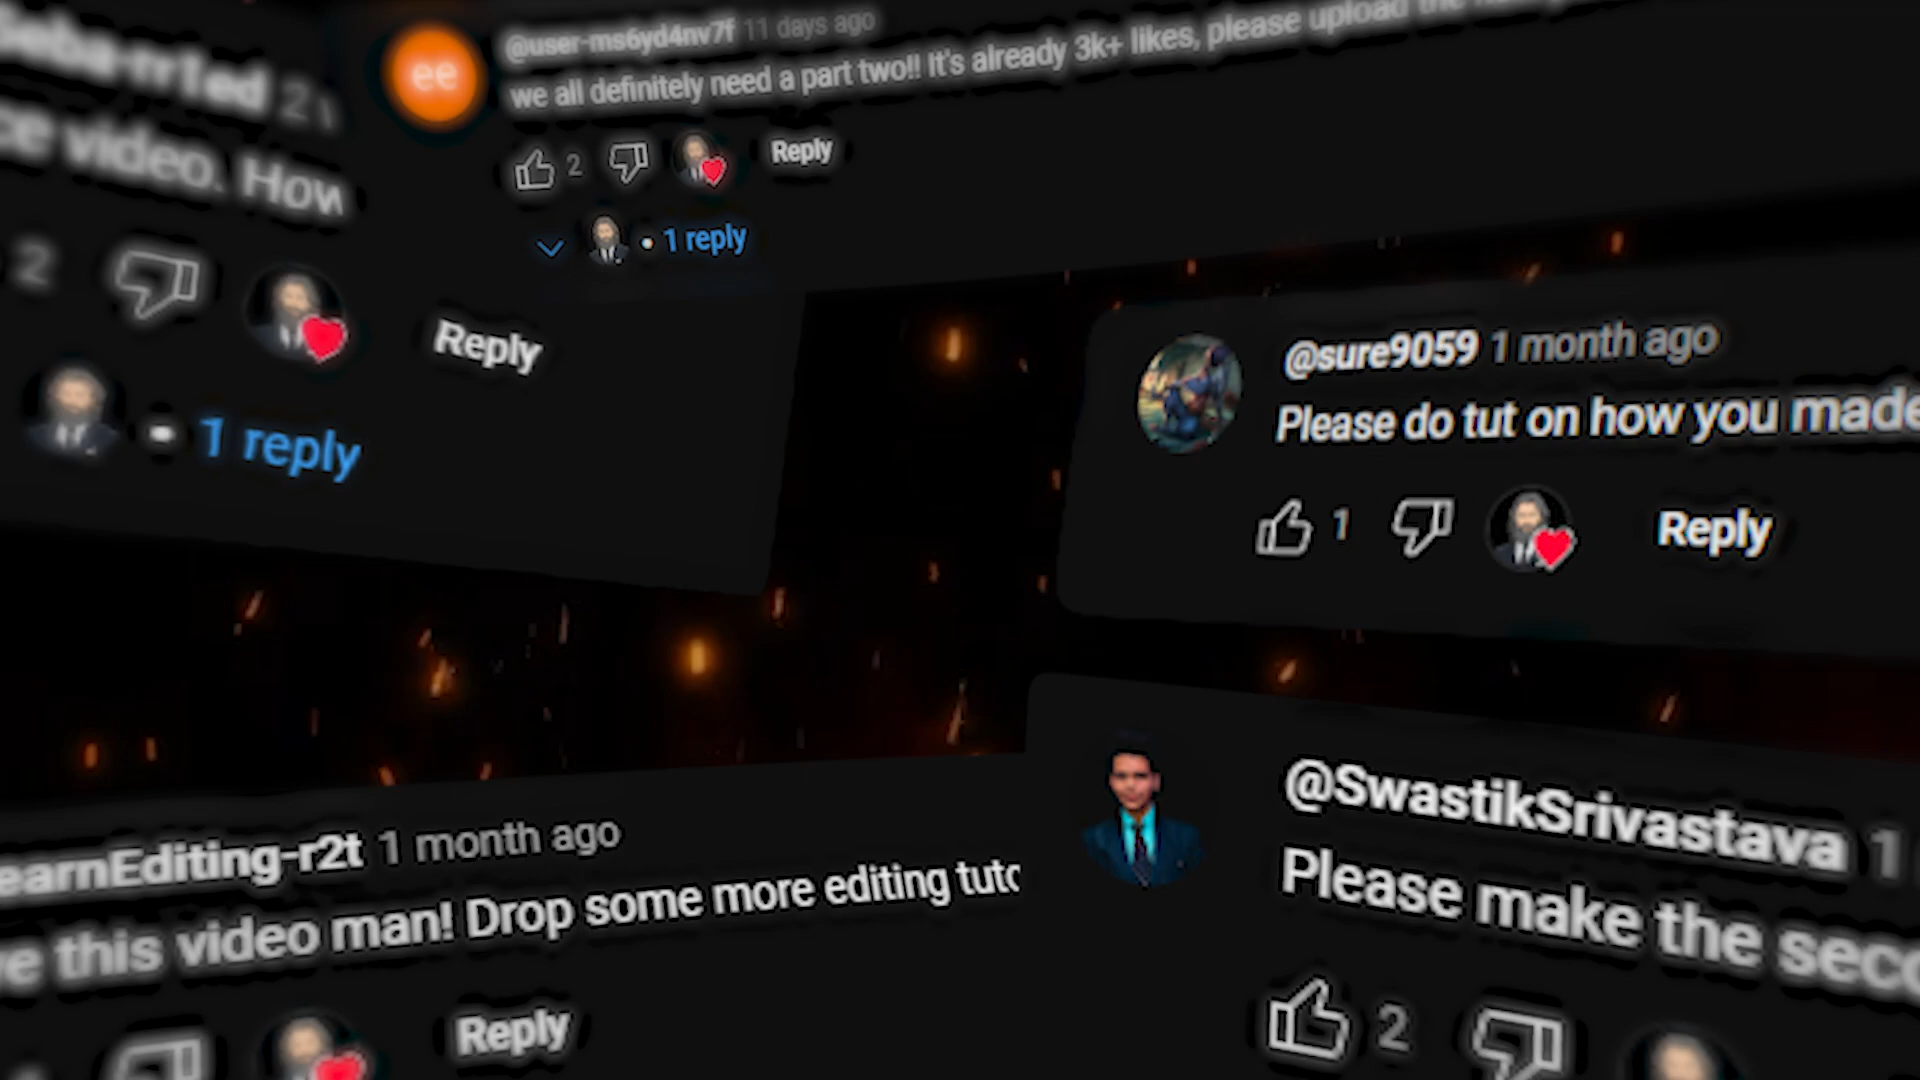 @user-ms6yd4nv7f 11 days ago
we all definitely need a part two!! It's already 3k+ likes, please upload the
2
Reply
1 reply
video. How
2
Reply
1 reply
@sure9059 1 month ago
Please do tut on how you made
1
Reply
earnEditing-r2t 1 month ago
ve this video man! Drop some more editing tuto
Reply
@SwastikSrivastava 1
Please make the seco
2
ee